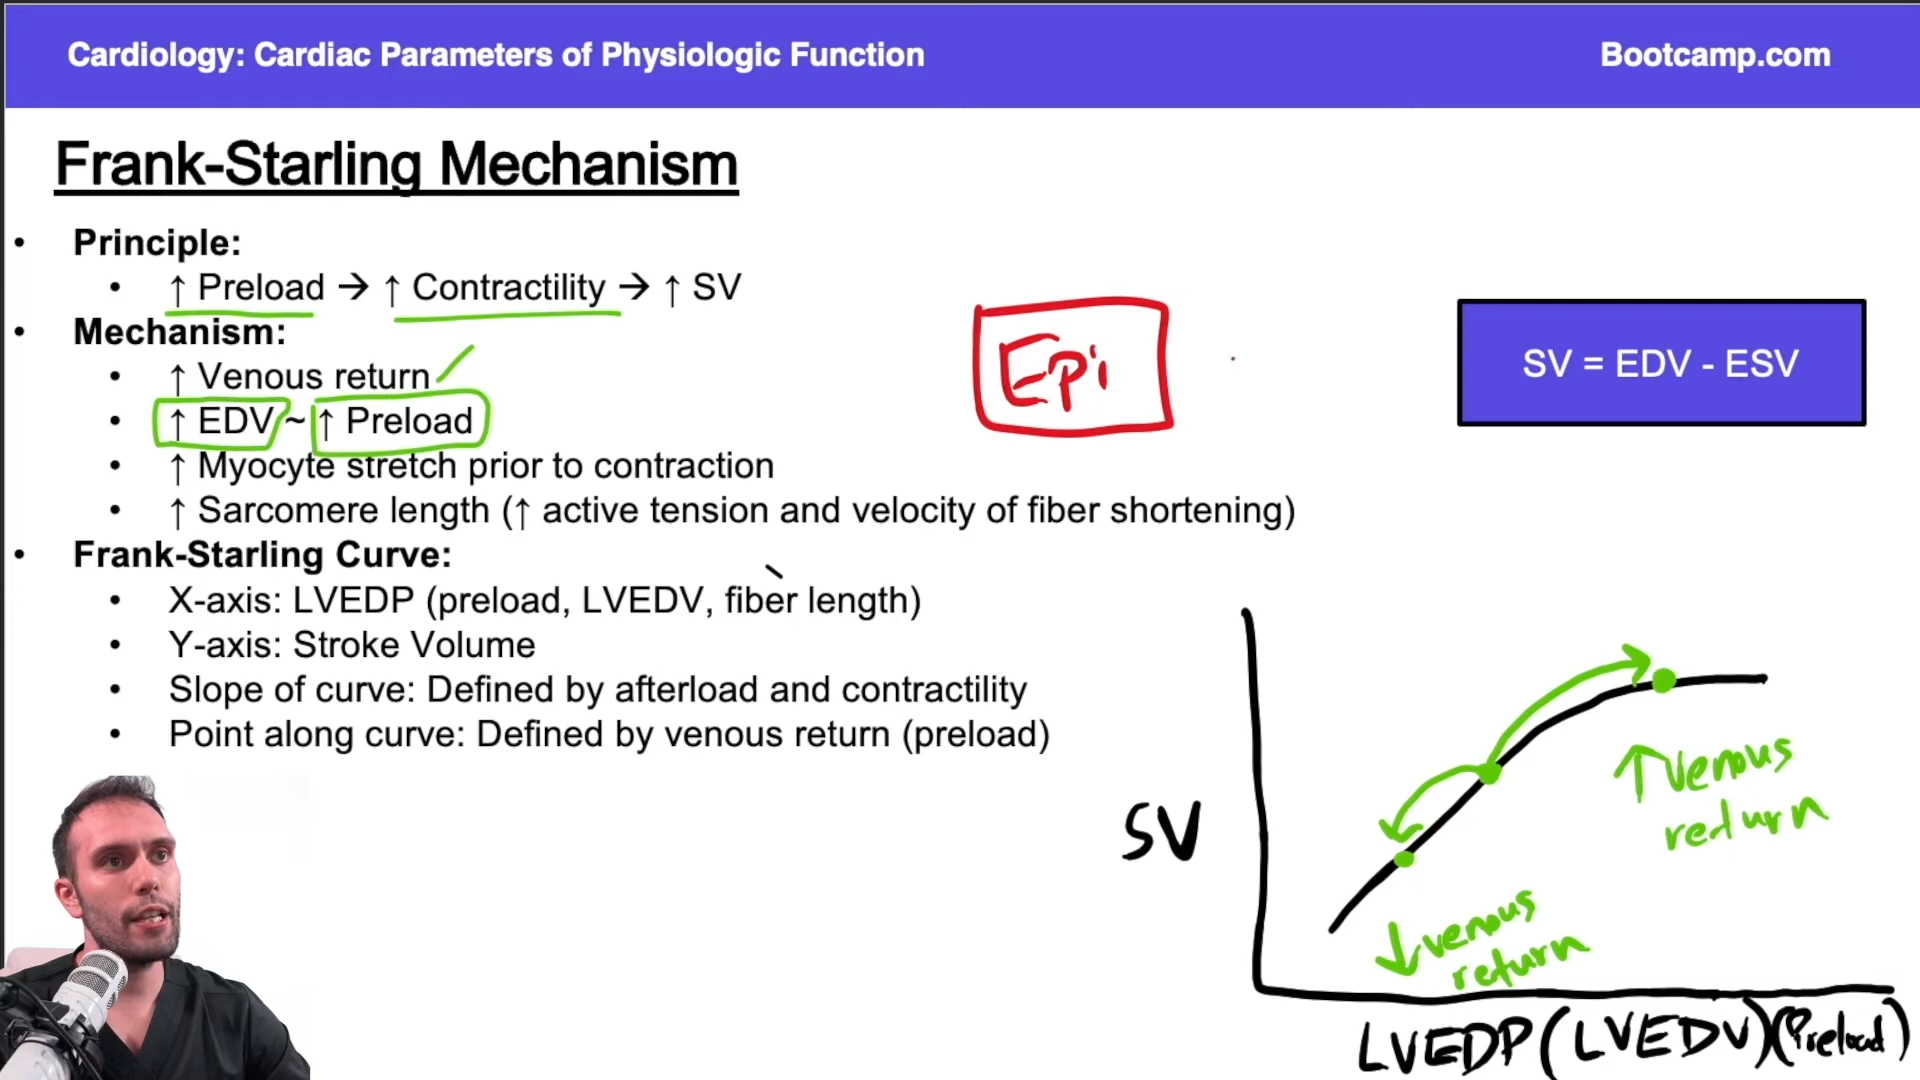 Cardiology: Cardiac Parameters of Physiologic Function
Bootcamp.com
Frank-Starling Mechanism
• Principle:
• ↑ Preload → ↑ Contractility → ↑ SV
• Mechanism:
• ↑ Venous return
• ↑ EDV ~ ↑ Preload
• ↑ Myocyte stretch prior to contraction
• ↑ Sarcomere length (↑ active tension and velocity of fiber shortening)
• Frank-Starling Curve:
• X-axis: LVEDP (preload, LVEDV, fiber length)
• Y-axis: Stroke Volume
• Slope of curve: Defined by afterload and contractility
• Point along curve: Defined by venous return (preload)
Epi
SV = EDV - ESV
SV
↑ venous
return
↓ venous
return
LVEDP (LVEDV) (Preload)